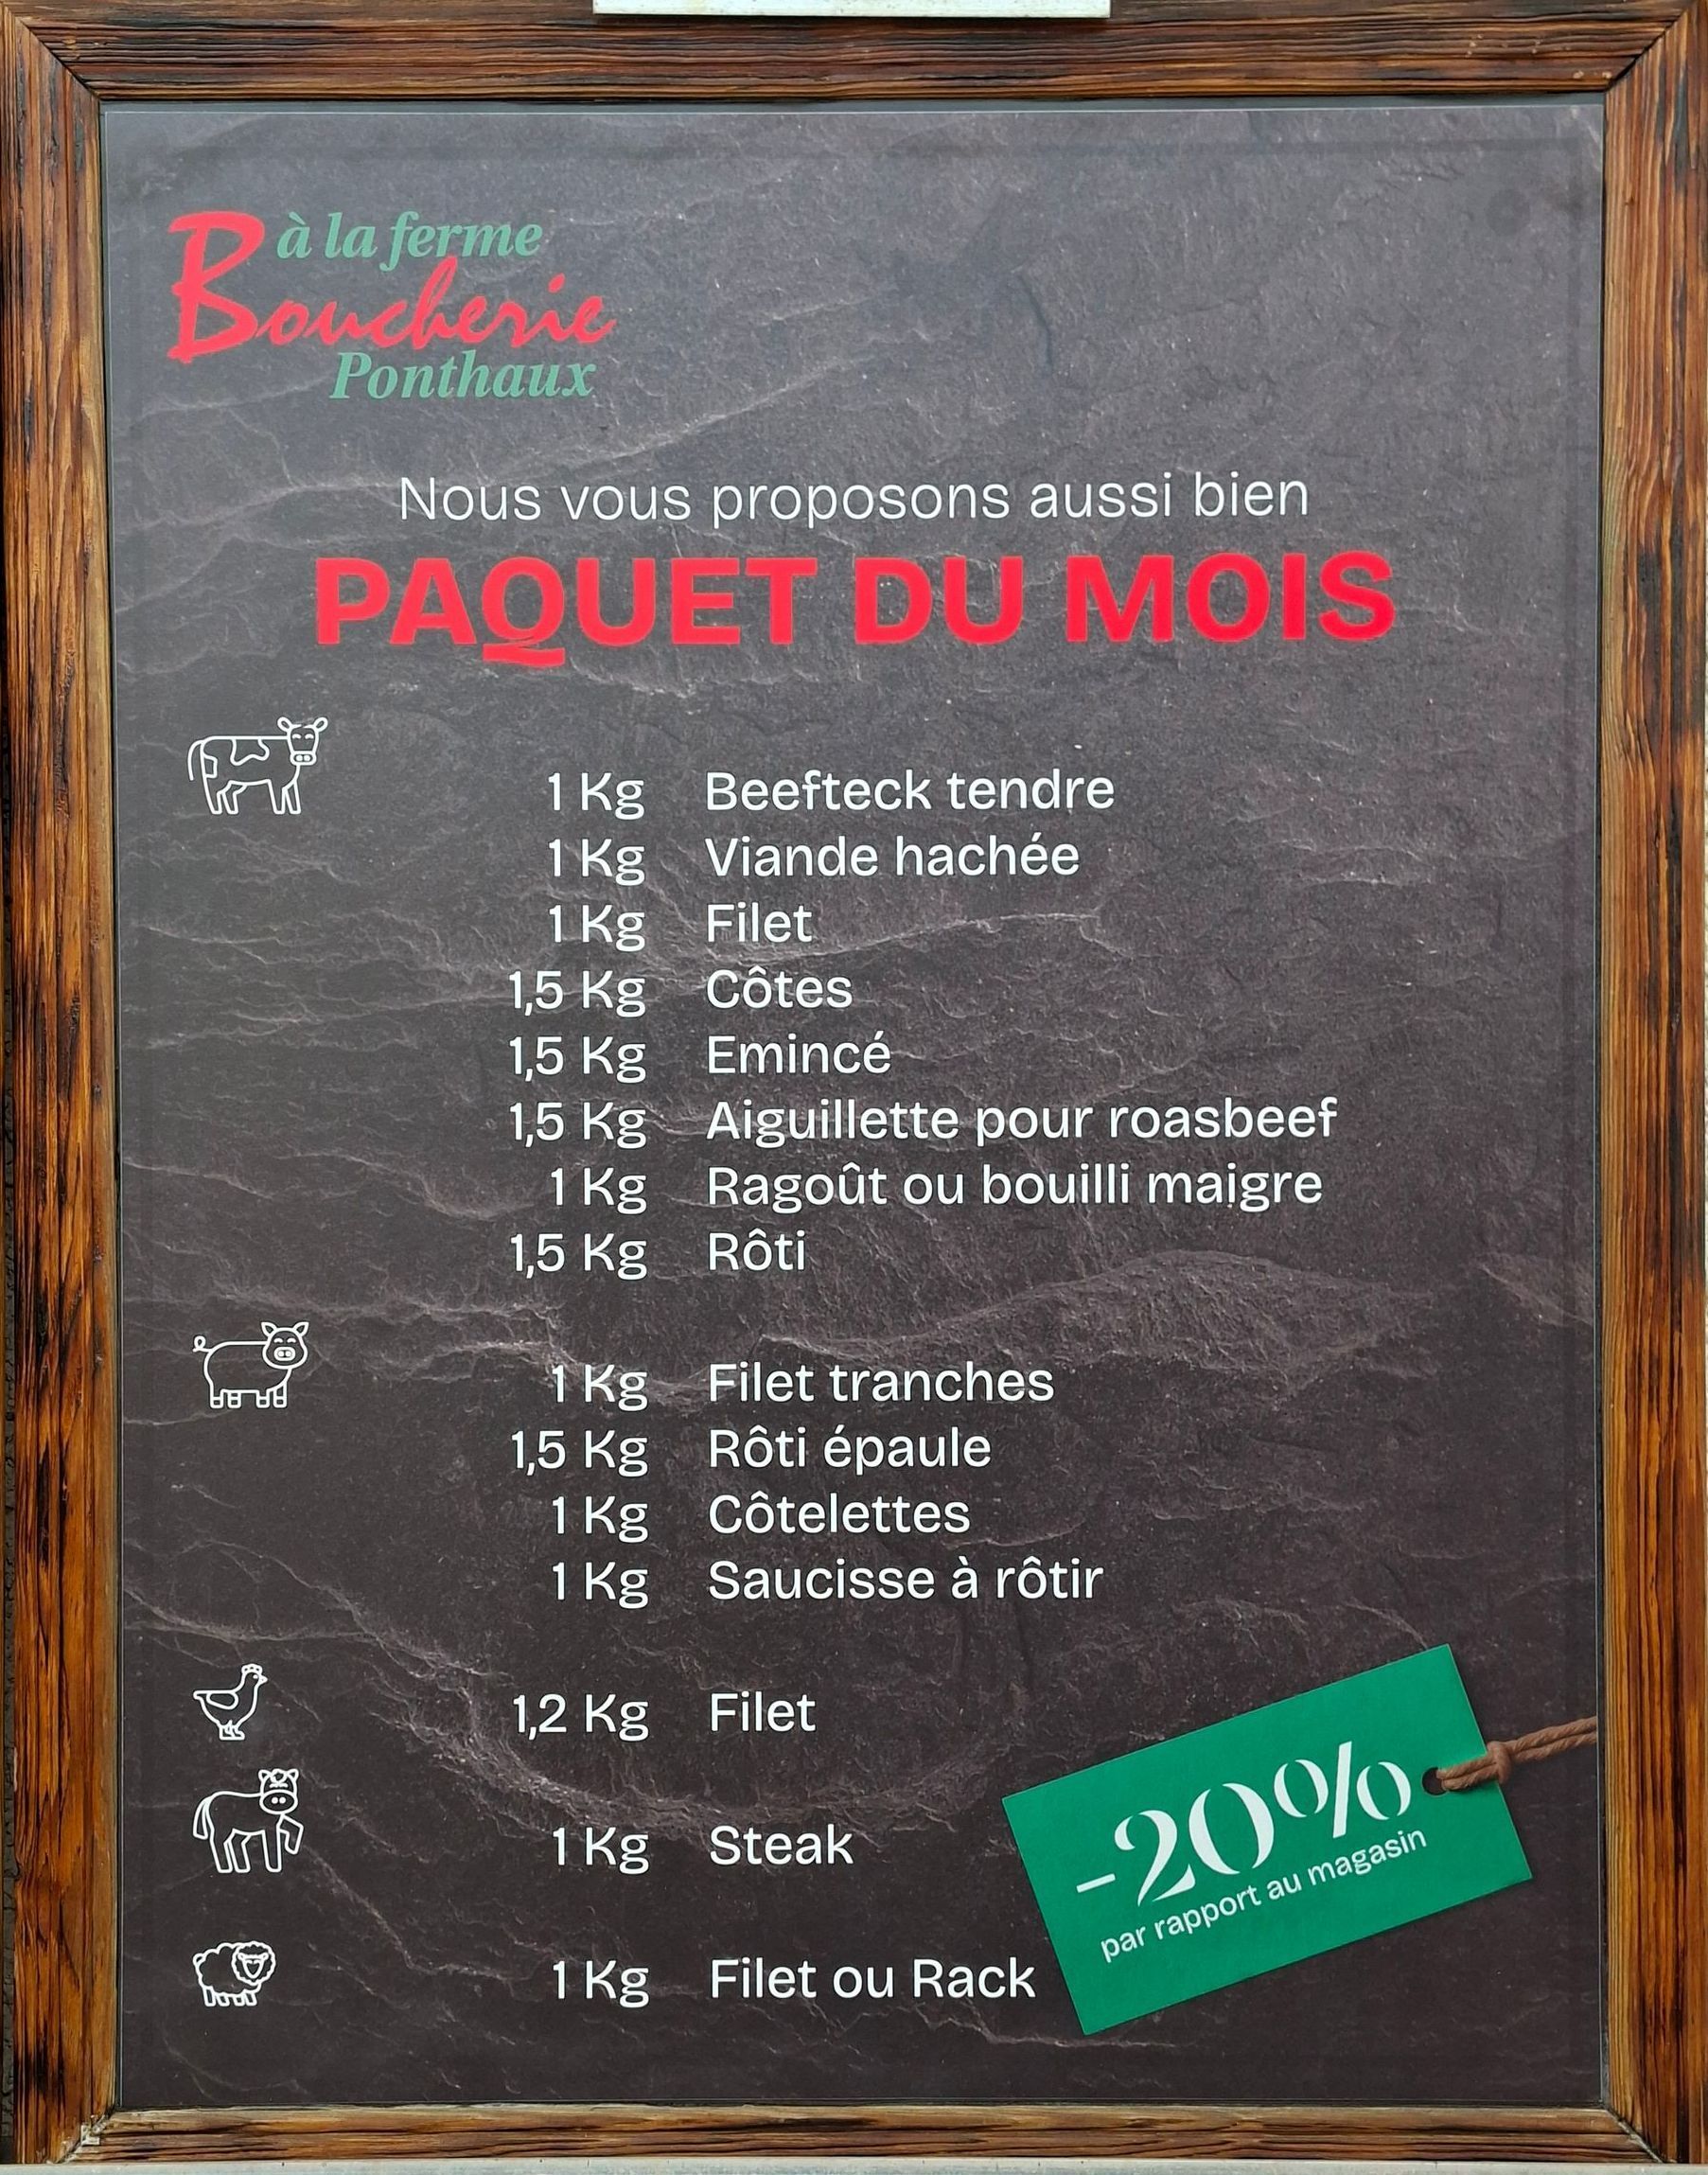 à la ferme
Boucherie
Ponthaux
Nous vous proposons aussi bien
PAQUET DU MOIS
1 Kg Beefteck tendre
1 Kg Viande hachée
1 Kg Filet
1,5 Kg Côtes
1,5 Kg Emincé
1,5 Kg Aiguillette pour roasbeef
1 Kg Ragoût ou bouilli maigre
1,5 Kg Rôti
1 Kg Filet tranches
1,5 Kg Rôti épaule
1 Kg Côtelettes
1 Kg Saucisse à rôtir
1,2 Kg Filet
1 Kg Steak
1 Kg Filet ou Rack
-20%
par rapport au magasin